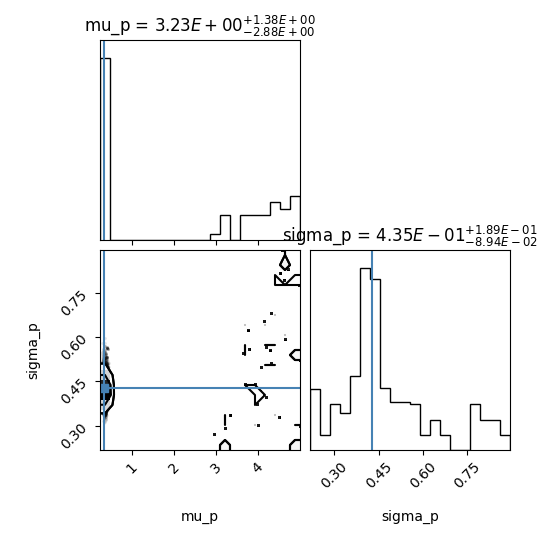 mu_p = 3.23E + 00+1.38E+00−2.88E+00
sigma_p = 4.35E − 01+1.89E−01−8.94E−02
sigma_p
0.75
0.60
0.45
0.30
1 2 3 4
mu_p
0.30 0.45 0.60 0.75
sigma_p